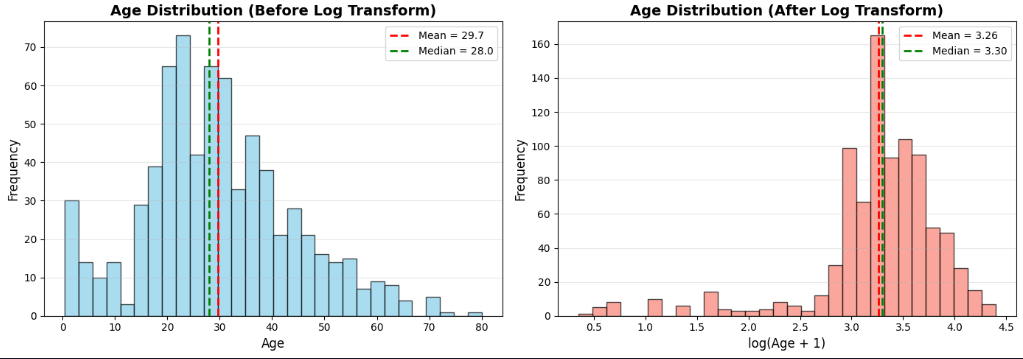 Age Distribution (Before Log Transform)
Mean = 29.7
Median = 28.0
Frequency
70
60
50
40
30
20
10
0
0 10 20 30 40 50 60 70 80
Age
Age Distribution (After Log Transform)
Mean = 3.26
Median = 3.30
Frequency
160
140
120
100
80
60
40
20
0
0.5 1.0 1.5 2.0 2.5 3.0 3.5 4.0 4.5
log(Age + 1)